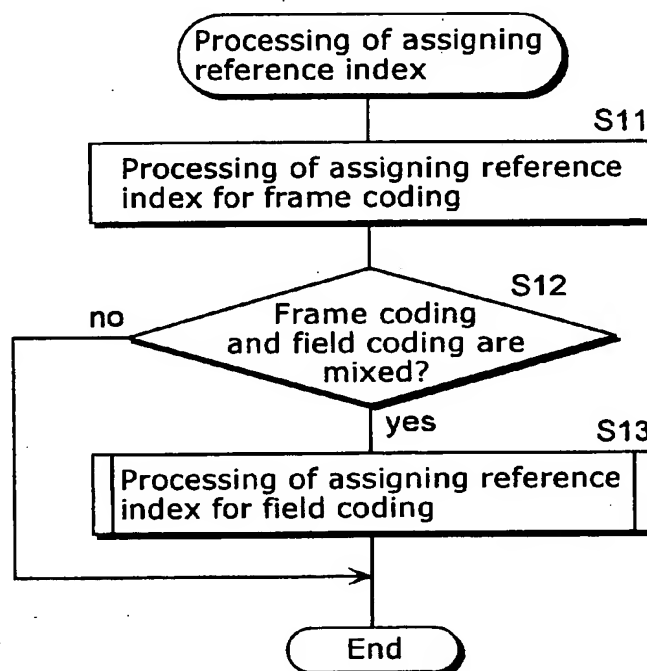 Processing of assigning
reference index
S11
Processing of assigning reference
index for frame coding
S12
Frame coding
and field coding are
mixed?
no
yes
S13
Processing of assigning reference
index for field coding
End